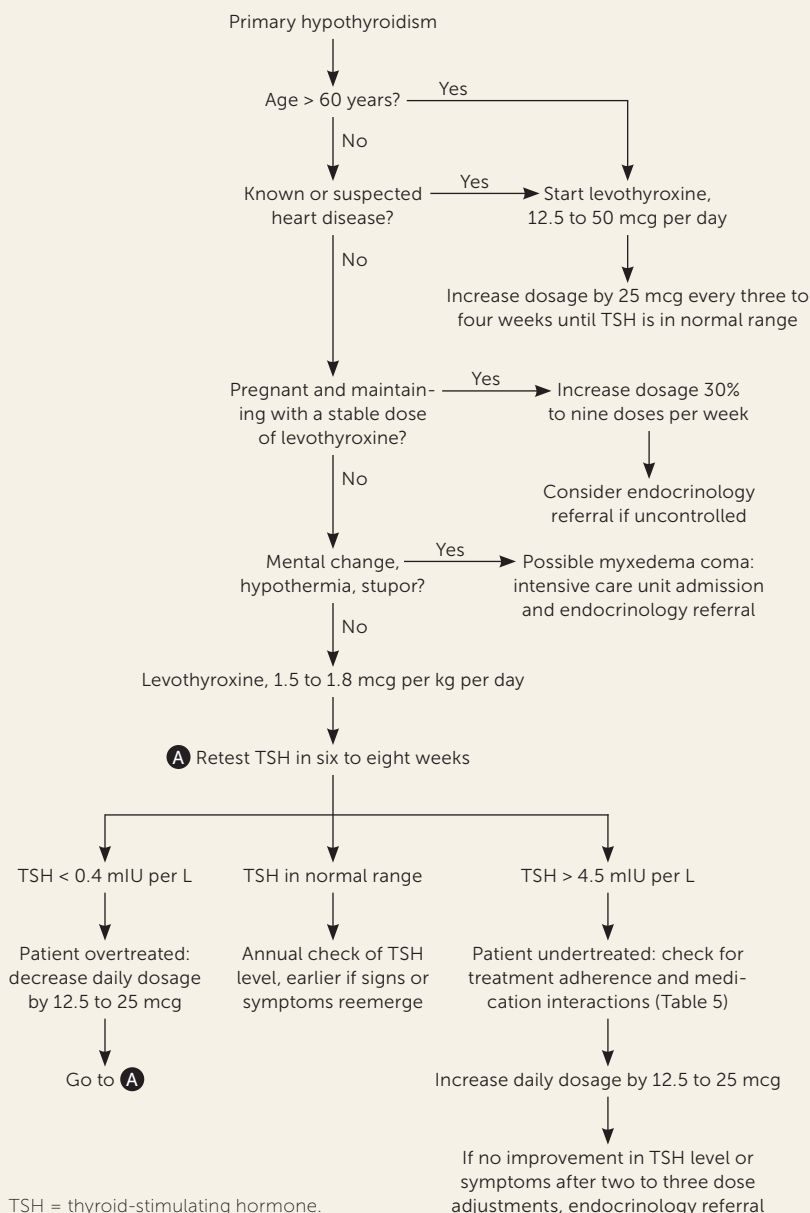 Primary hypothyroidism
Age > 60 years?
Yes
No
Known or suspected
heart disease?
Yes
Start levothyroxine,
12.5 to 50 mcg per day
No
Increase dosage by 25 mcg every three to
four weeks until TSH is in normal range
Pregnant and maintain-
ing with a stable dose
of levothyroxine?
Yes
Increase dosage 30%
to nine doses per week
No
Consider endocrinology
referral if uncontrolled
Mental change,
hypothermia, stupor?
Yes
Possible myxedema coma:
intensive care unit admission
and endocrinology referral
No
Levothyroxine, 1.5 to 1.8 mcg per kg per day
A Retest TSH in six to eight weeks
TSH < 0.4 mIU per L
Patient overtreated:
decrease daily dosage
by 12.5 to 25 mcg
Go to A
TSH in normal range
Annual check of TSH
level, earlier if signs or
symptoms reemerge
TSH > 4.5 mIU per L
Patient undertreated: check for
treatment adherence and medi-
cation interactions (Table 5)
Increase daily dosage by 12.5 to 25 mcg
If no improvement in TSH level or
symptoms after two to three dose
adjustments, endocrinology referral
TSH = thyroid-stimulating hormone.